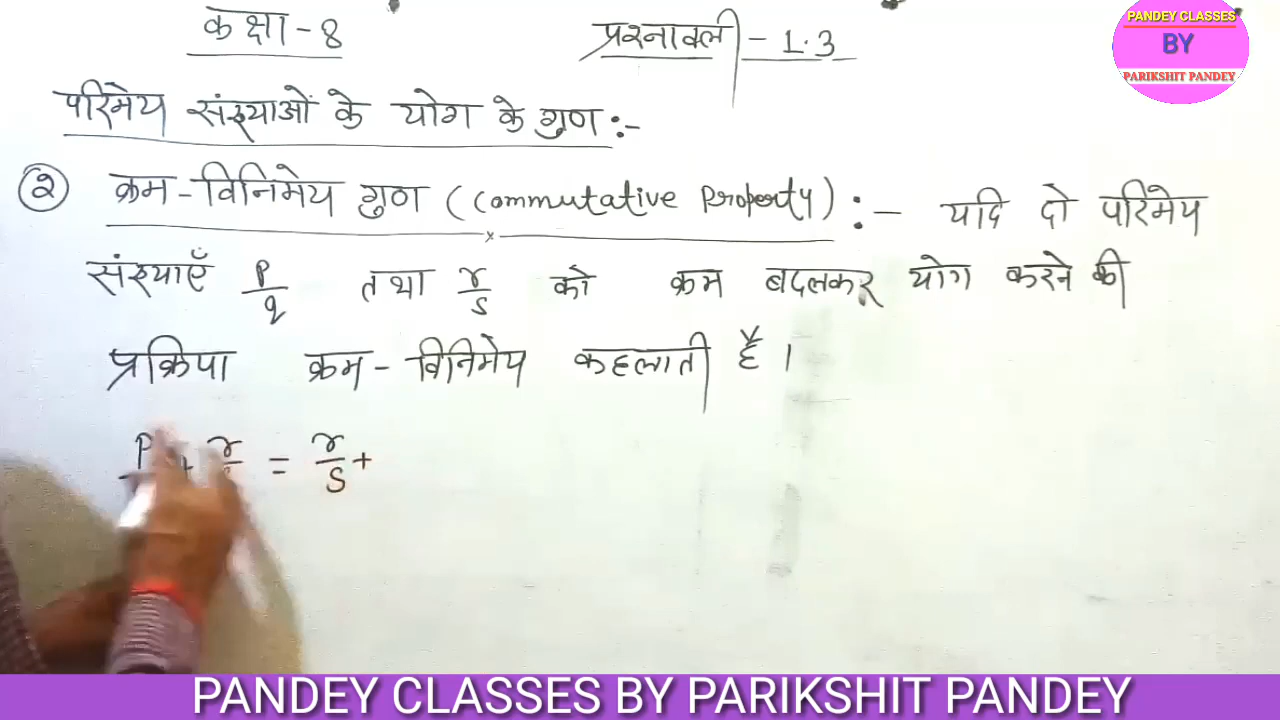 कक्षा - 8
प्रश्नावली - 1.3
PANDEY CLASSES
BY
PARIKSHIT PANDEY
परिमेय संख्याओं के योग के गुण :-
२ क्रम - विनिमेय गुण ( Commutative Property ) :- यदि दो परिमेय
संख्याएँ p/q तथा r/s को क्रम बदलकर योग करने की
प्रक्रिया क्रम - विनिमेय कहलाती है ।
P + r = r/s +
PANDEY CLASSES BY PARIKSHIT PANDEY